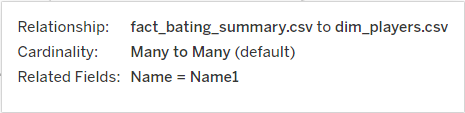 Relationship: fact_bating_summary.csv to dim_players.csv
Cardinality: Many to Many (default)
Related Fields: Name = Name1